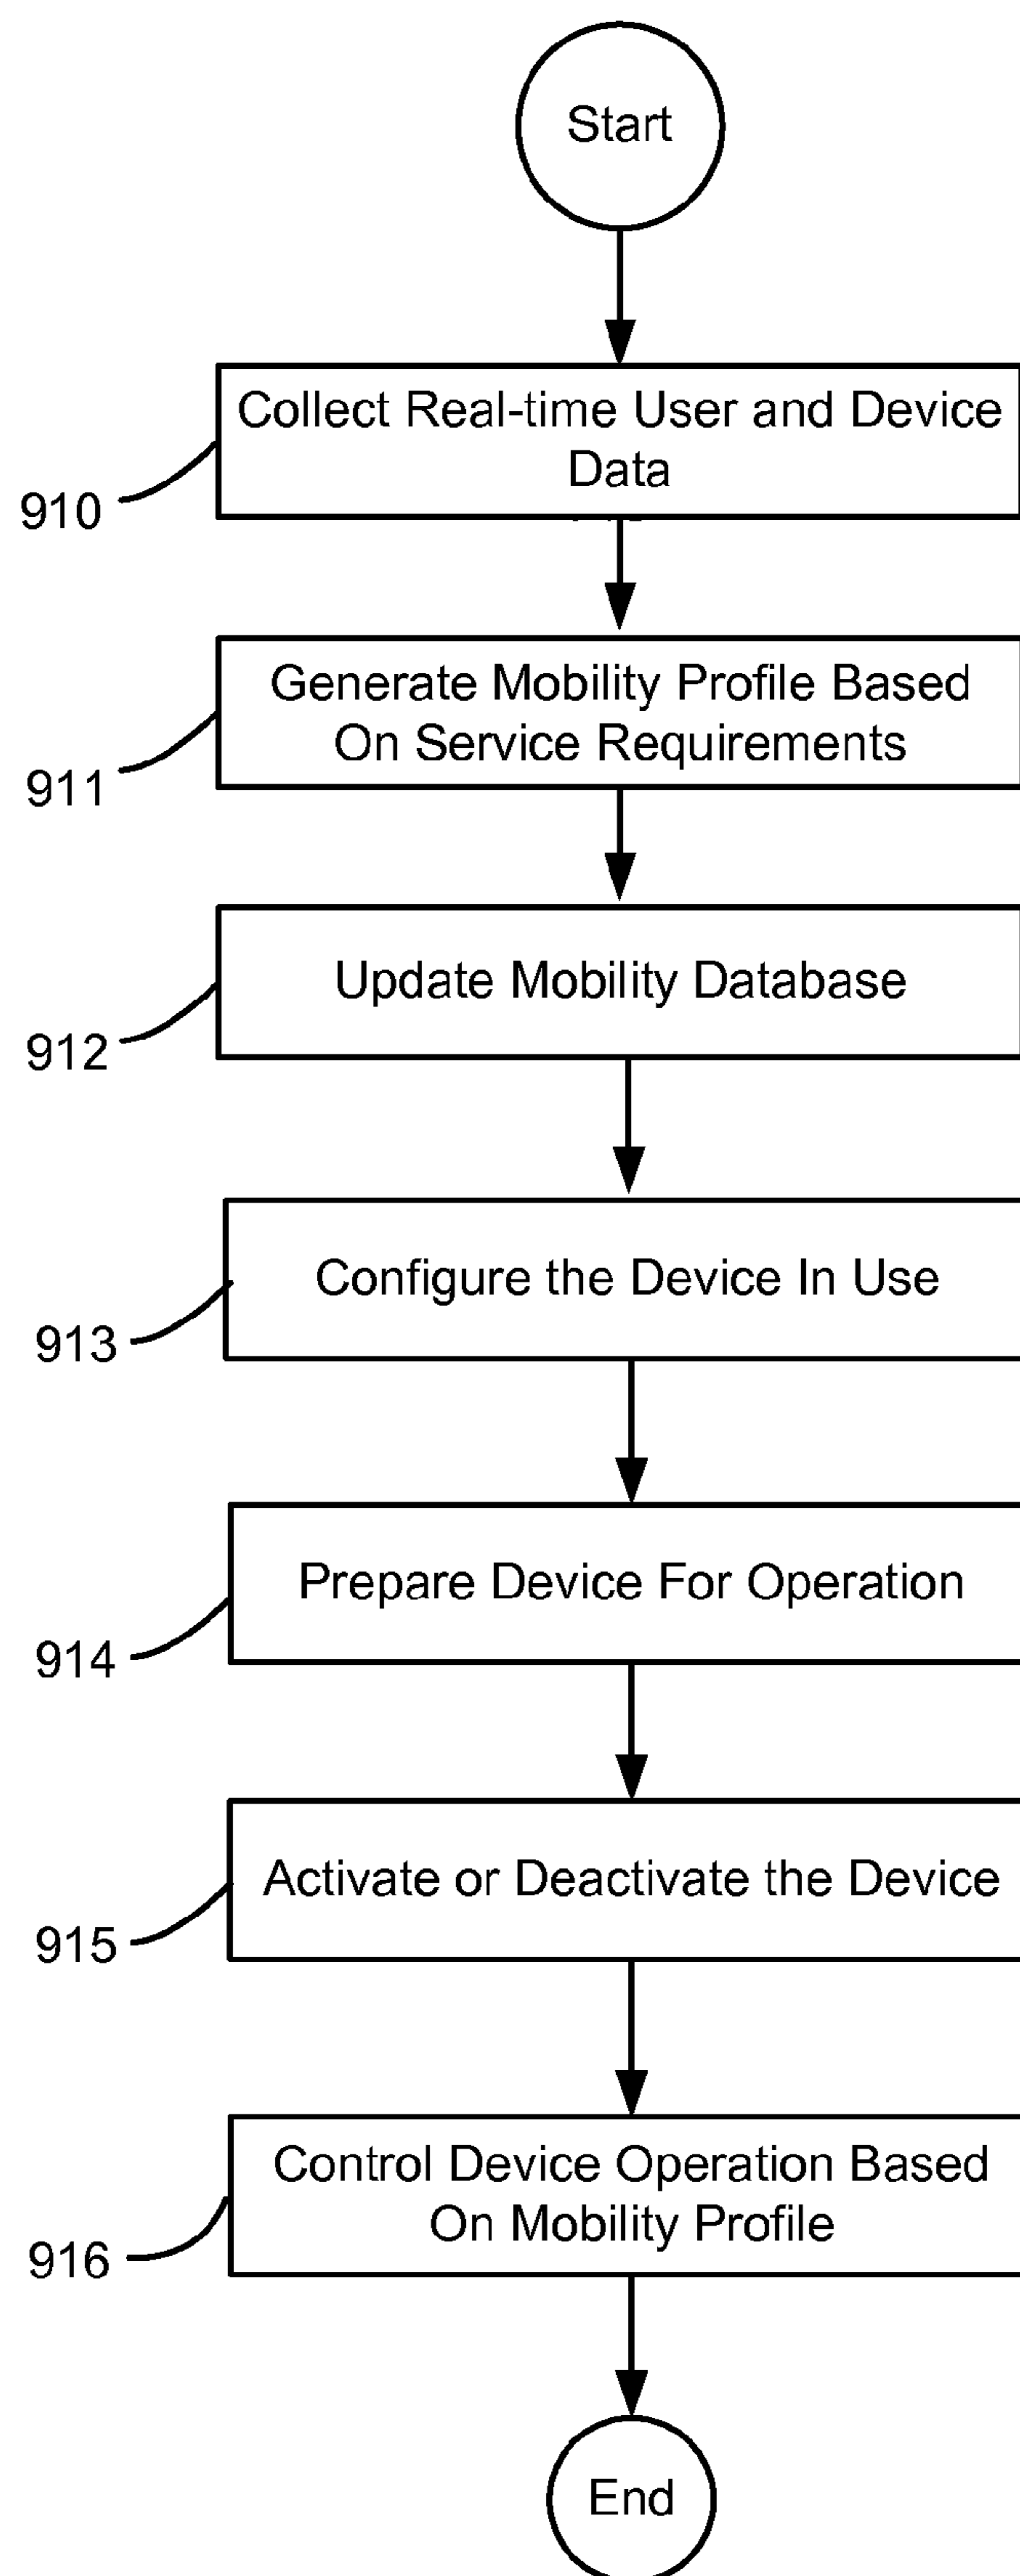 Start
Collect Real-time User and Device
Data
910
Generate Mobility Profile Based
On Service Requirements
911
Update Mobility Database
912
Configure the Device In Use
913
Prepare Device For Operation
914
Activate or Deactivate the Device
915
Control Device Operation Based
On Mobility Profile
916
End